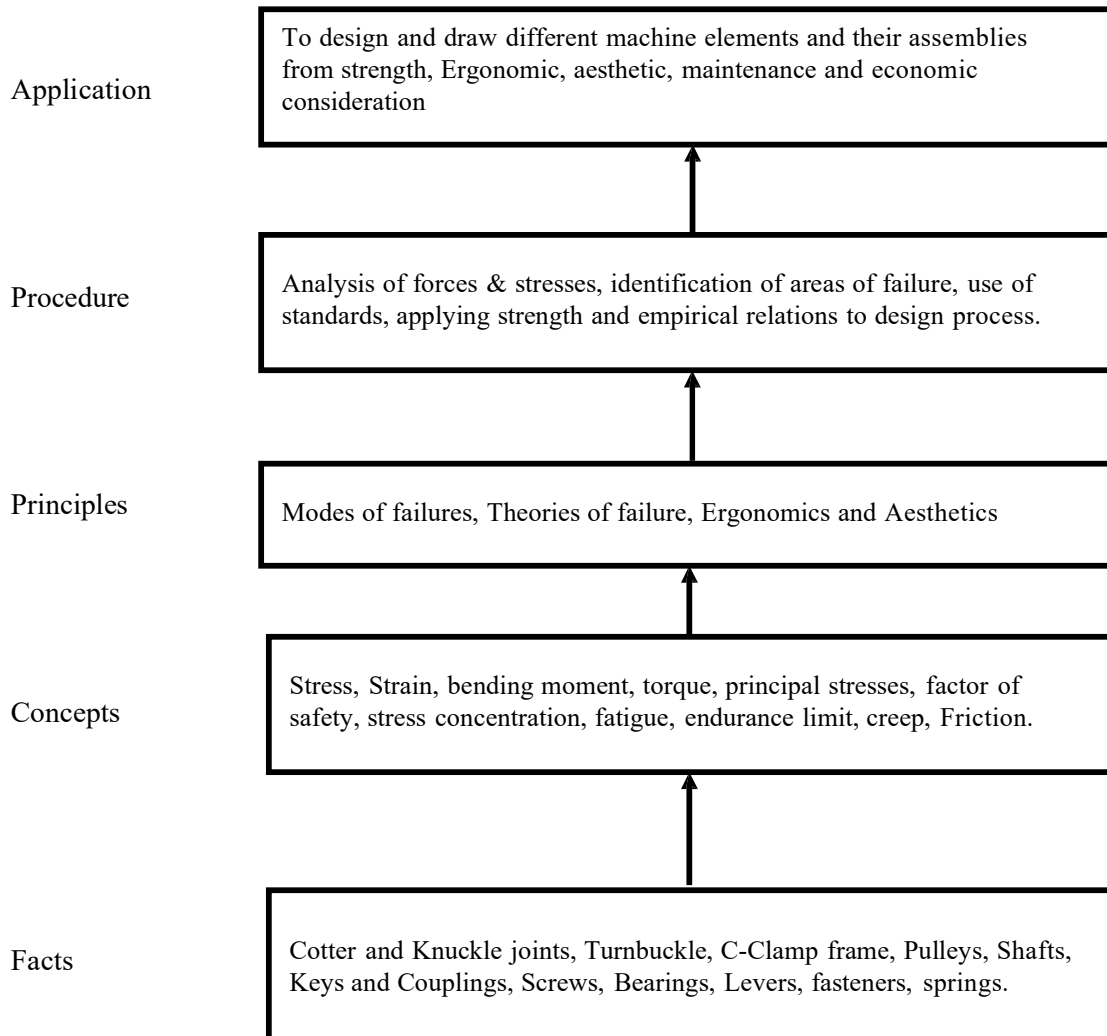 Application
To design and draw different machine elements and their assemblies
from strength, Ergonomic, aesthetic, maintenance and economic
consideration
Procedure
Analysis of forces & stresses, identification of areas of failure, use of
standards, applying strength and empirical relations to design process.
Principles
Modes of failures, Theories of failure, Ergonomics and Aesthetics
Concepts
Stress, Strain, bending moment, torque, principal stresses, factor of
safety, stress concentration, fatigue, endurance limit, creep, Friction.
Facts
Cotter and Knuckle joints, Turnbuckle, C-Clamp frame, Pulleys, Shafts,
Keys and Couplings, Screws, Bearings, Levers, fasteners, springs.